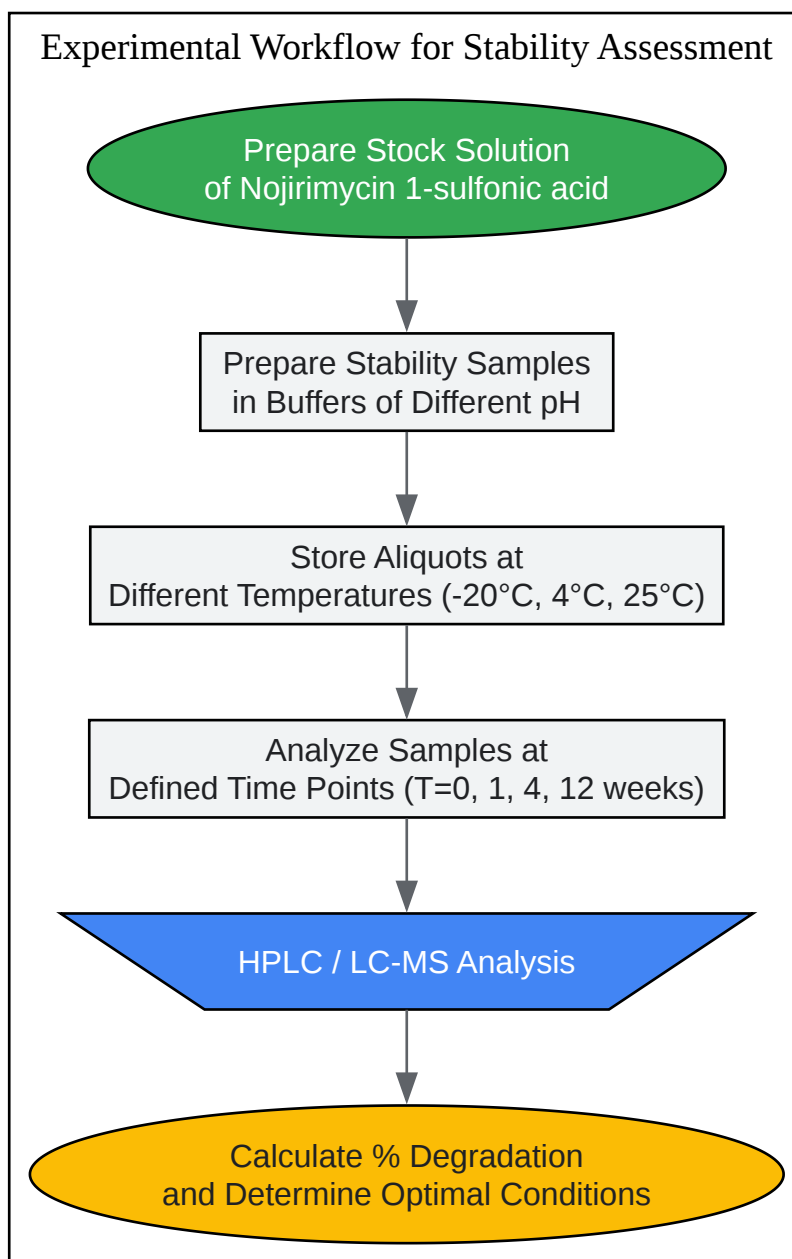 Experimental Workflow for Stability Assessment
Prepare Stock Solution
of Nojirimycin 1-sulfonic acid
Prepare Stability Samples
in Buffers of Different pH
Store Aliquots at
Different Temperatures (-20°C, 4°C, 25°C)
Analyze Samples at
Defined Time Points (T=0, 1, 4, 12 weeks)
HPLC / LC-MS Analysis
Calculate % Degradation
and Determine Optimal Conditions